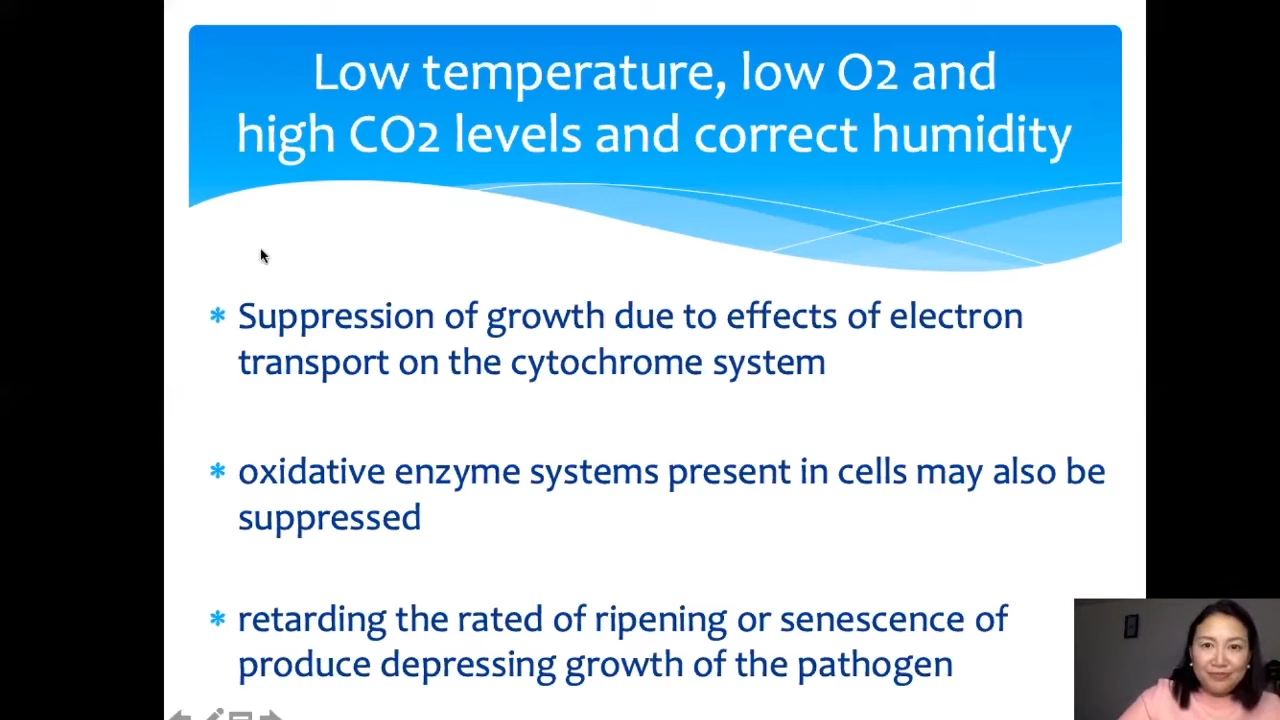 Low temperature, low O2 and
high CO2 levels and correct humidity
* Suppression of growth due to effects of electron
transport on the cytochrome system
* oxidative enzyme systems present in cells may also be
suppressed
* retarding the rated of ripening or senescence of
produce depressing growth of the pathogen